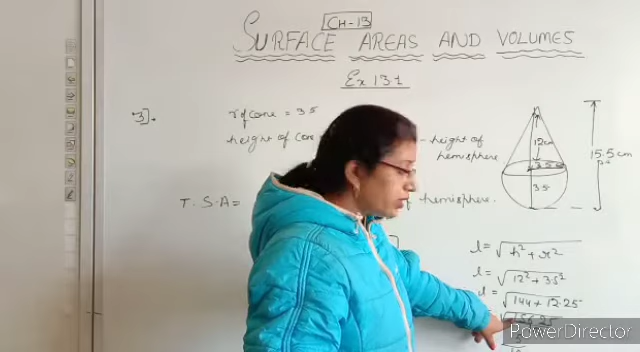 CH-13
SURFACE AREAS AND VOLUMES
Ex 13.1
3].
r of cone = 3.5
height of cone - height of
hemisphere
T.S.A = of hemisphere.
12cm
3.5
3.5
15.5 cm
l = √h² + r²
l = √12² + 3.5²
l = √144 + 12.25
PowerDirector